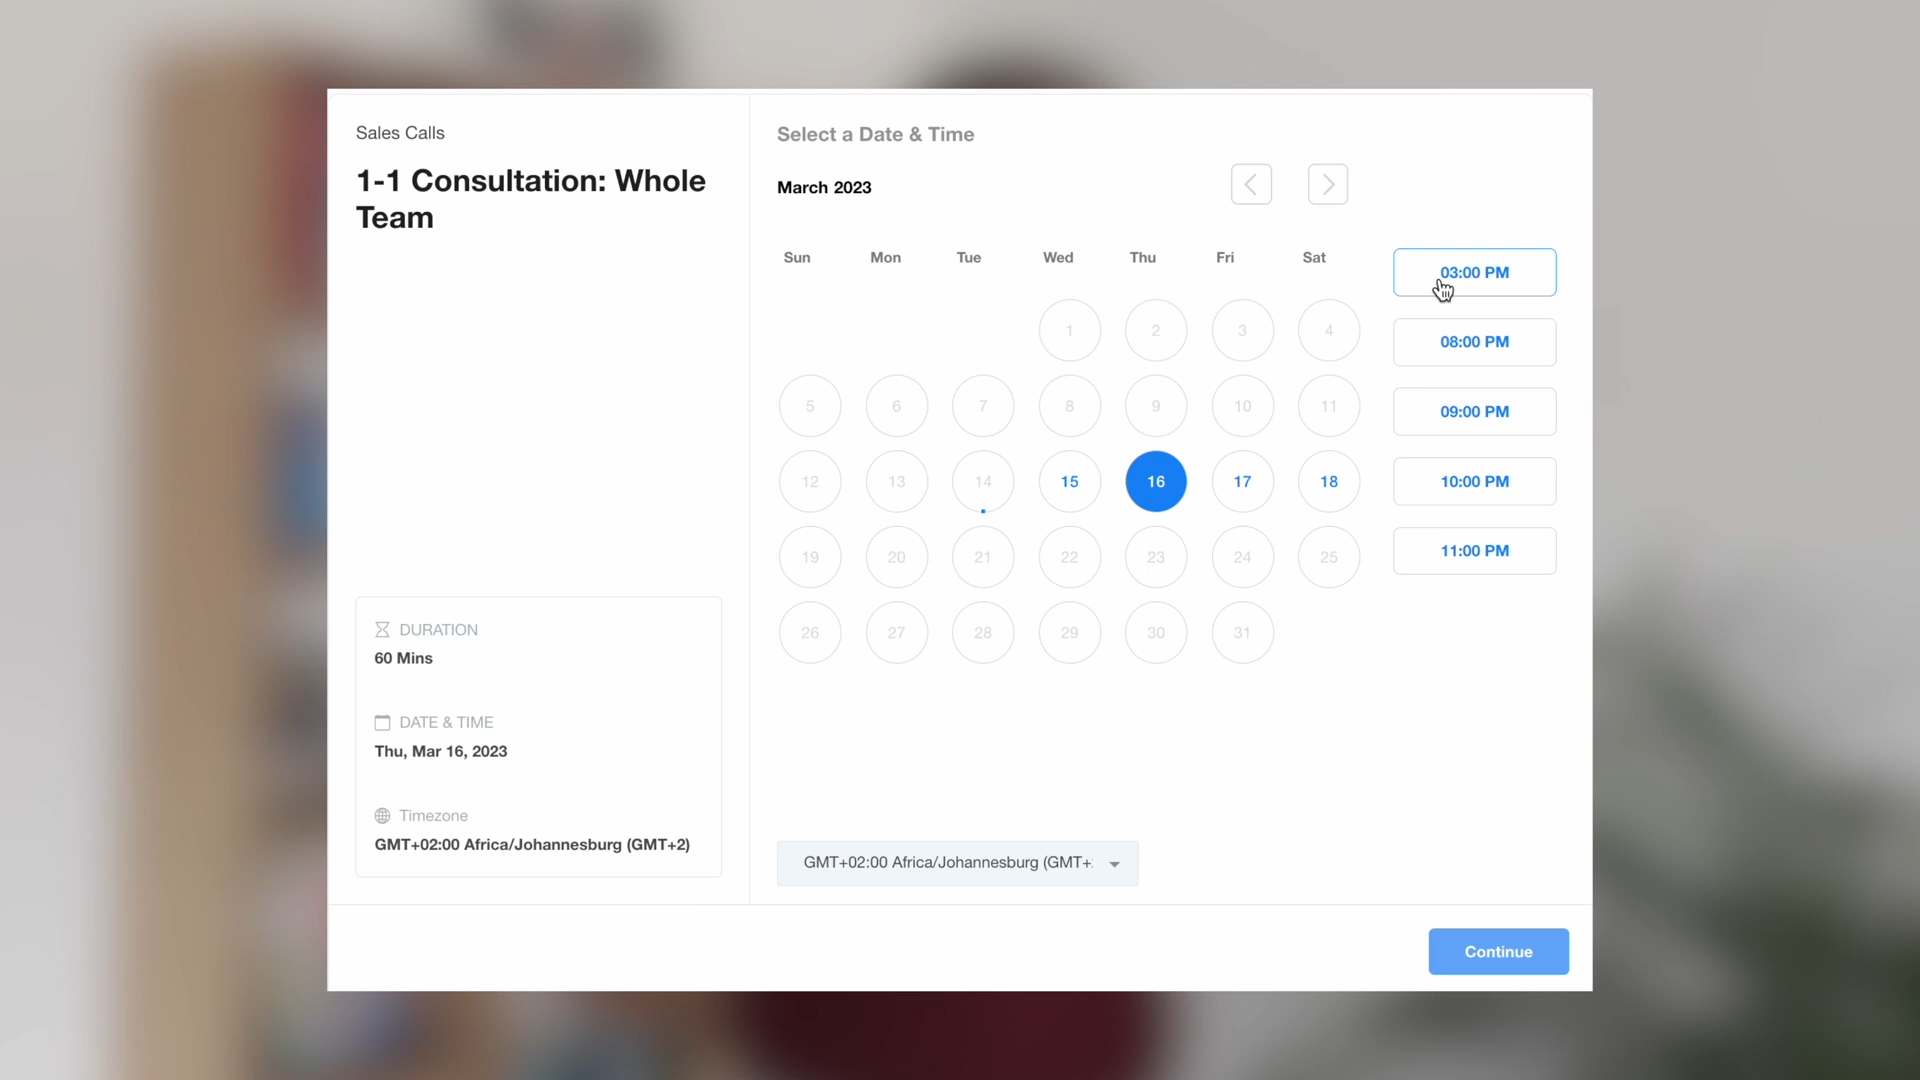 Sales Calls
1-1 Consultation: Whole
Team
DURATION
60 Mins
DATE & TIME
Thu, Mar 16, 2023
Timezone
GMT+02:00 Africa/Johannesburg (GMT+2)
Select a Date & Time
March 2023
Sun Mon Tue Wed Thu Fri Sat
1 2 3 4
5 6 7 8 9 10 11
12 13 14 15 16 17 18
19 20 21 22 23 24 25
26 27 28 29 30 31
03:00 PM
08:00 PM
09:00 PM
10:00 PM
11:00 PM
GMT+02:00 Africa/Johannesburg (GMT+
Continue